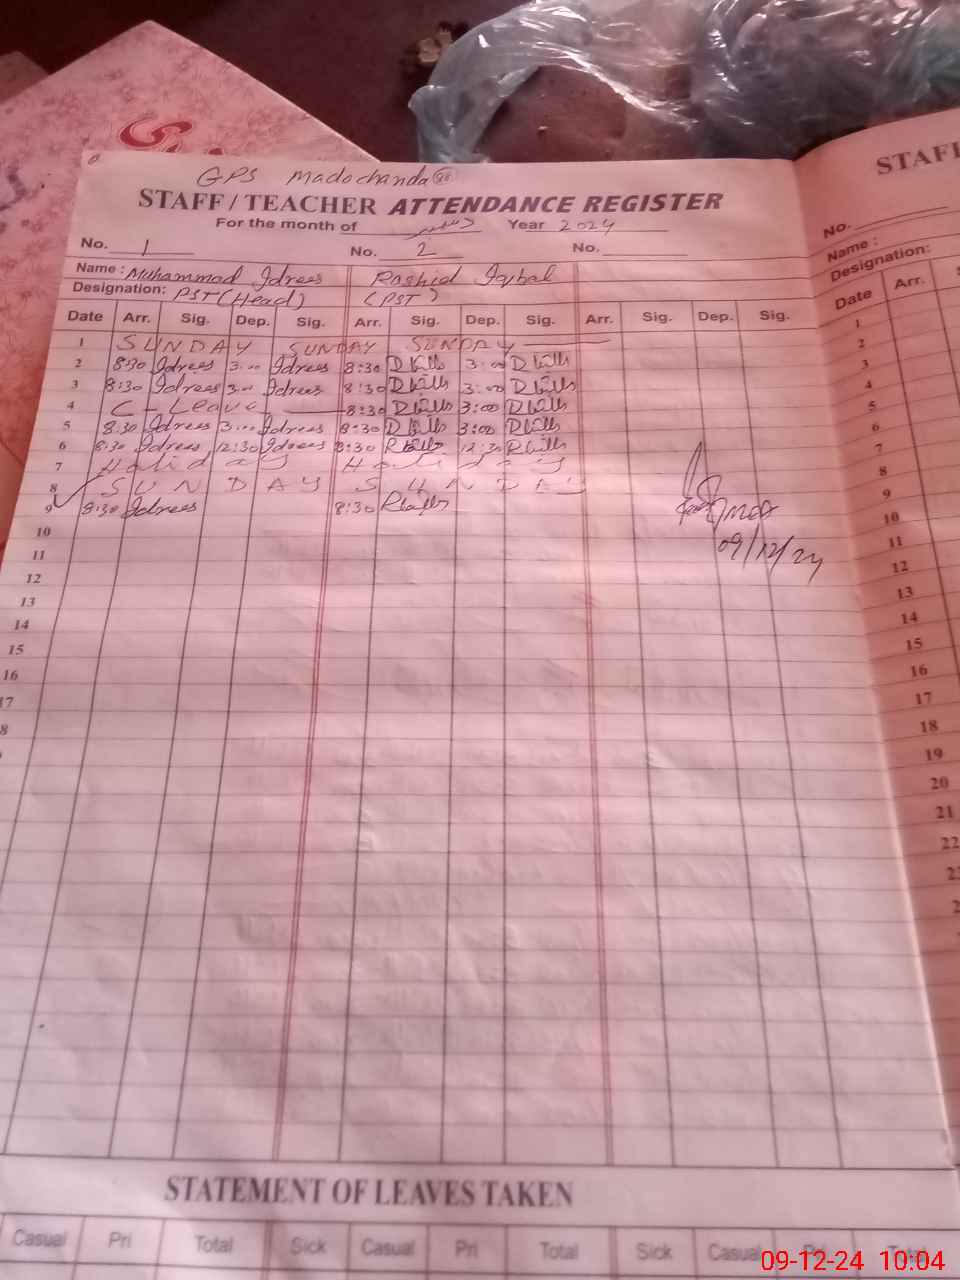 GPS Madochanda
STAFF / TEACHER ATTENDANCE REGISTER
For the month of دسمبر Year 2024
No. 1 No. 2 No.
Name : Muhammad Idrees Rashid Iqbal
Designation: PST (Head) (PST)
Date Arr. Sig. Dep. Sig. Arr. Sig. Dep. Sig. Arr. Sig. Dep. Sig.
1 SUNDAY SUNDAY SUNDAY
2 8:30 Idrees 3:00 Idrees 8:30 3:00
3 8:30 Idrees 3:00 Idrees 8:30 3:00
4 C - Leave 8:30 3:00
5 8:30 Idrees 3:00 Idrees 8:30 3:00
6 8:30 Idrees 12:30 Idrees 8:30 12:30
7 Holiday Holiday
8 SUNDAY SUNDAY
9 8:30 Idrees 8:30
09/12/24
10
11
12
13
14
15
16
17
8
STATEMENT OF LEAVES TAKEN
Casual Pri Total Sick Casual Pri Total Sick Casual Pri Total
STAFF
No.
Name :
Designation:
Date Arr. S
1
2
3
4
5
6
7
8
9
10
11
12
13
14
15
16
17
18
19
20
21
22
23
2
09-12-24 10:04